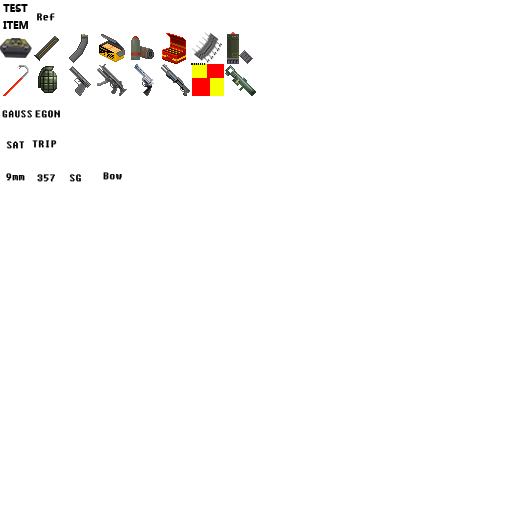 TEST
Ref
ITEM
GAUSS EGON
SAT TRIP
9mm 357 SG Bow